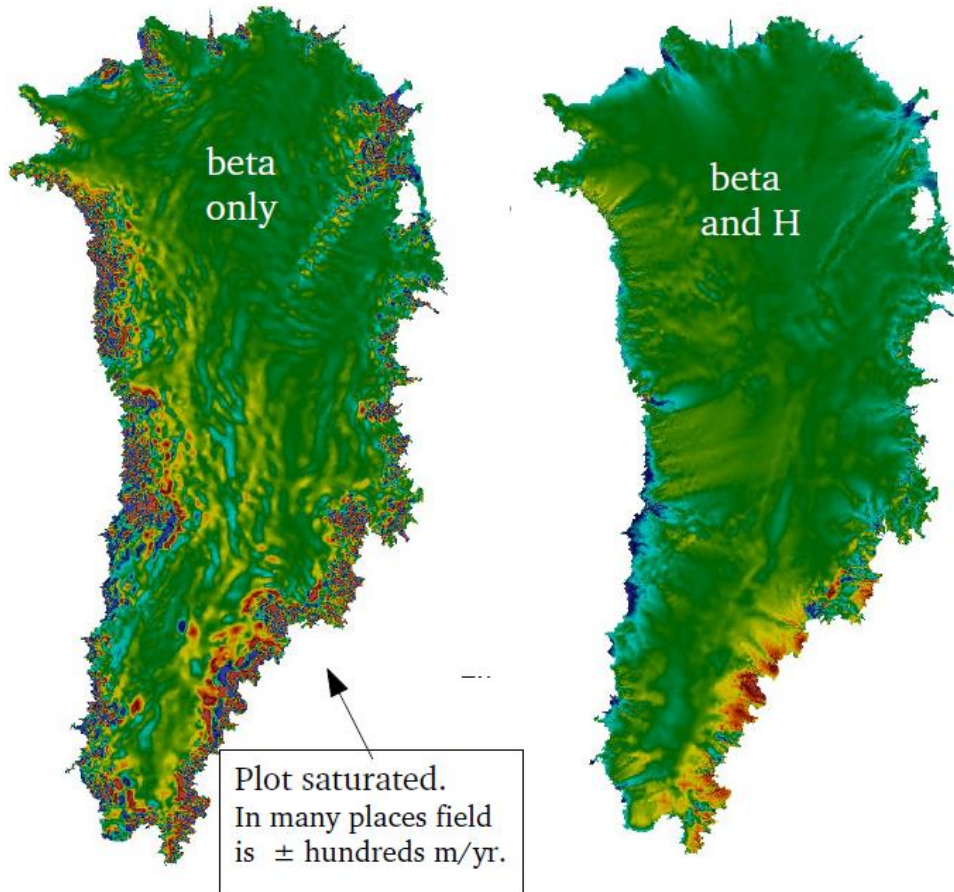 beta
only
beta
and H
Plot saturated.
In many places field
is ± hundreds m/yr.